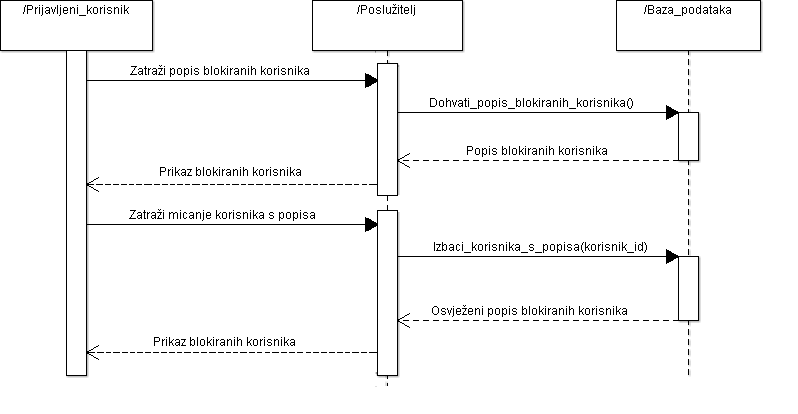 /Prijavljeni_korisnik
/Poslužitelj
/Baza_podataka
Zatraži popis blokiranih korisnika
Dohvati_popis_blokiranih_korisnika()
Popis blokiranih korisnika
Prikaz blokiranih korisnika
Zatraži micanje korisnika s popisa
Izbaci_korisnika_s_popisa(korisnik_id)
Osvježeni popis blokiranih korisnika
Prikaz blokiranih korisnika